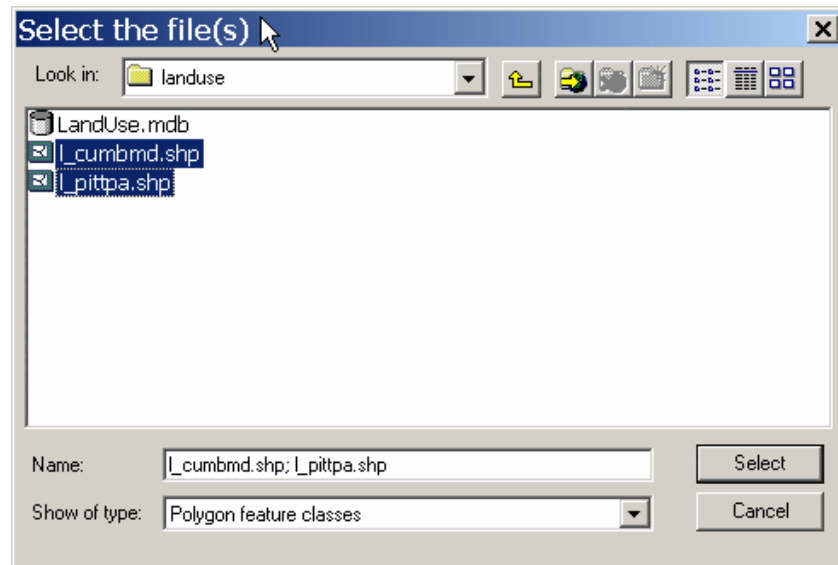 Select the file(s)
Look in: landuse
LandUse.mdb
l_cumbmd.shp
l_pittpa.shp
Name: l_cumbmd.shp; l_pittpa.shp Select
Show of type: Polygon feature classes Cancel